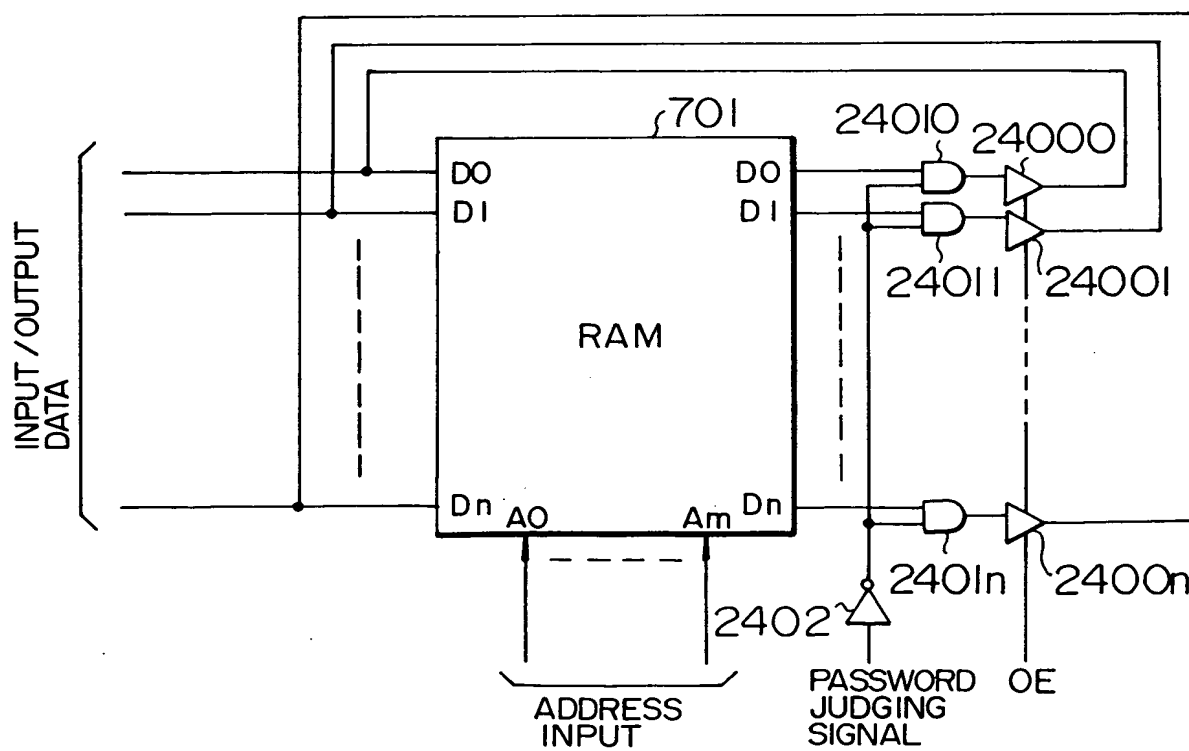 701
24010
24000
D0
D0
D1
D1
24011
24001
INPUT/OUTPUT
DATA
RAM
Dn
Dn
A0
Am
2401n
2400n
2402
PASSWORD
JUDGING
SIGNAL
OE
ADDRESS
INPUT